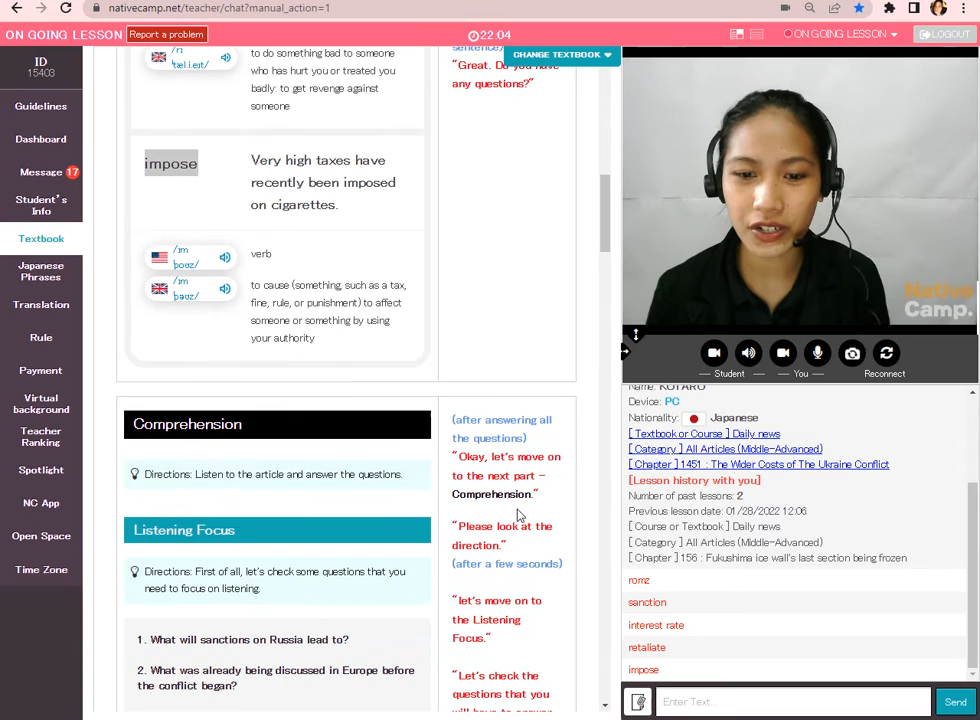 nativecamp.net/teacher/chat?manual_action=1
ON GOING LESSON
Report a problem
22:04
ON GOING LESSON
LOGOUT
ID
15403
Guidelines
Dashboard
Message 17
Student's
Info
Textbook
Japanese
Phrases
Translation
Rule
Payment
Virtual
background
Teacher
Ranking
Spotlight
NC App
Open Space
Time Zone
to do something bad to someone
who has hurt you or treated you
badly: to get revenge against
someone
impose
Very high taxes have
recently been imposed
on cigarettes.
/ɪm
ˈpoʊz/
/ɪm
ˈpəʊz/
verb
to cause (something, such as a tax,
fine, rule, or punishment) to affect
someone or something by using
your authority
CHANGE TEXTBOOK
"Great. Do you have
any questions?"
Comprehension
Directions: Listen to the article and answer the questions.
Listening Focus
Directions: First of all, let's check some questions that you
need to focus on listening.
1. What will sanctions on Russia lead to?
2. What was already being discussed in Europe before
the conflict began?
(after answering all
the questions)
"Okay, let's move on
to the next part –
Comprehension."
"Please look at the
direction."
(after a few seconds)
"let's move on to
the Listening
Focus."
"Let's check the
questions that you
Native
Camp.
Student
You
Reconnect
Name: KOTARO
Device: PC
Nationality: Japanese
[ Textbook or Course ] Daily news
[ Category ] All Articles (Middle-Advanced)
[ Chapter ] 1451 : The Wider Costs of The Ukraine Conflict
[Lesson history with you]
Number of past lessons: 2
Previous lesson date: 01/28/2022 12:06
[ Course or Textbook ] Daily news
[ Category ] All Articles (Middle-Advanced)
[ Chapter ] 156 : Fukushima ice wall's last section being frozen
romz
sanction
interest rate
retaliate
impose
Enter Text...
Send